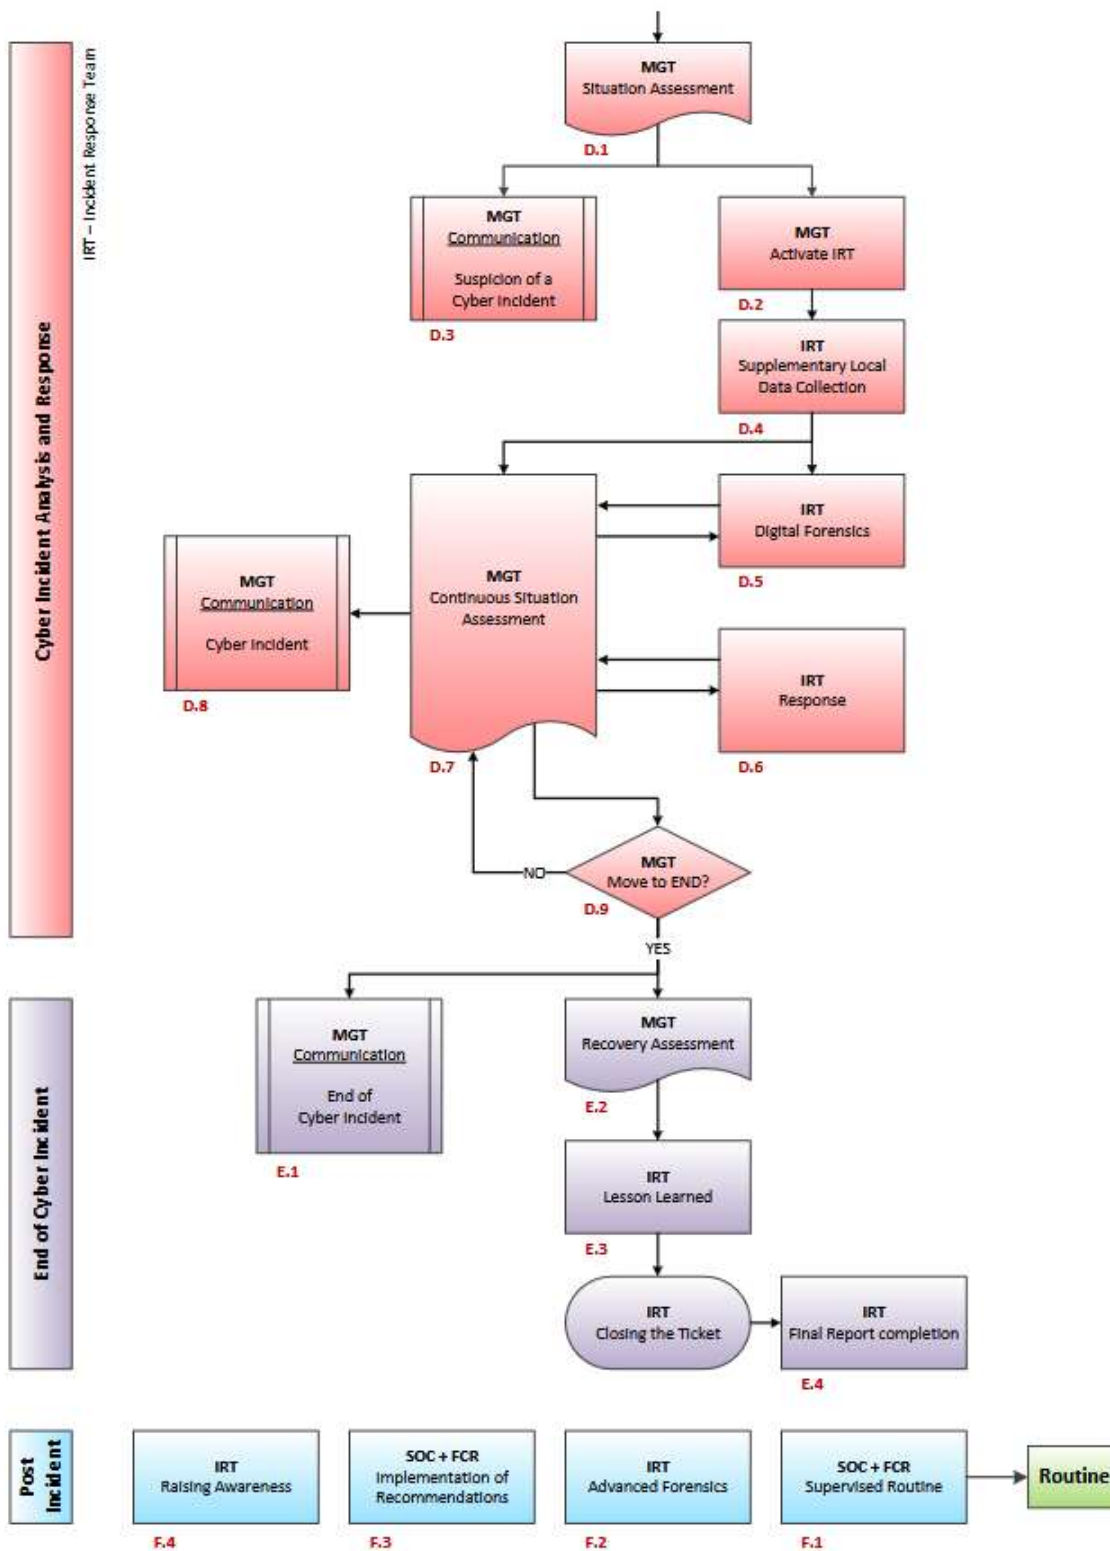 Cyber Incident Analysis and Response
IRT – Incident Response Team
MGT
Situation Assessment
D.1
MGT
Communication
Suspicion of a
Cyber Incident
D.3
MGT
Activate IRT
D.2
IRT
Supplementary Local
Data Collection
D.4
MGT
Continuous Situation
Assessment
D.7
IRT
Digital Forensics
D.5
MGT
Communication
Cyber Incident
D.8
IRT
Response
D.6
MGT
Move to END?
D.9
NO
YES
End of Cyber Incident
MGT
Communication
End of
Cyber Incident
E.1
MGT
Recovery Assessment
E.2
IRT
Lesson Learned
E.3
IRT
Closing the Ticket
IRT
Final Report completion
E.4
Post
Incident
IRT
Raising Awareness
F.4
SOC + FCR
Implementation of
Recommendations
F.3
IRT
Advanced Forensics
F.2
SOC + FCR
Supervised Routine
F.1
Routine